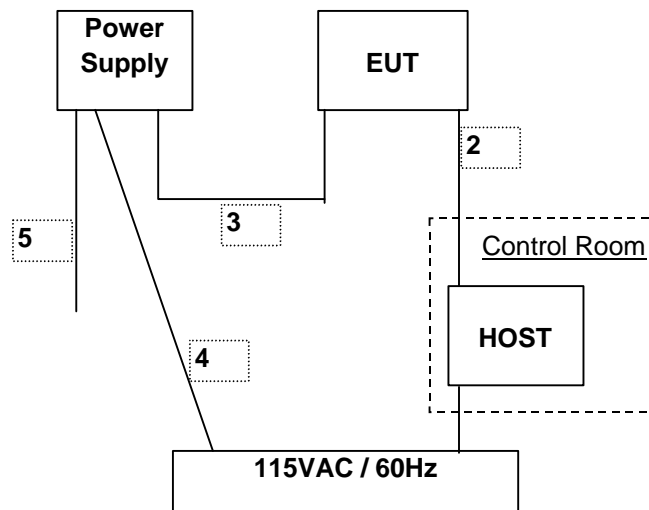 Power
Supply
EUT
2
3
5
Control Room
HOST
4
115VAC / 60Hz